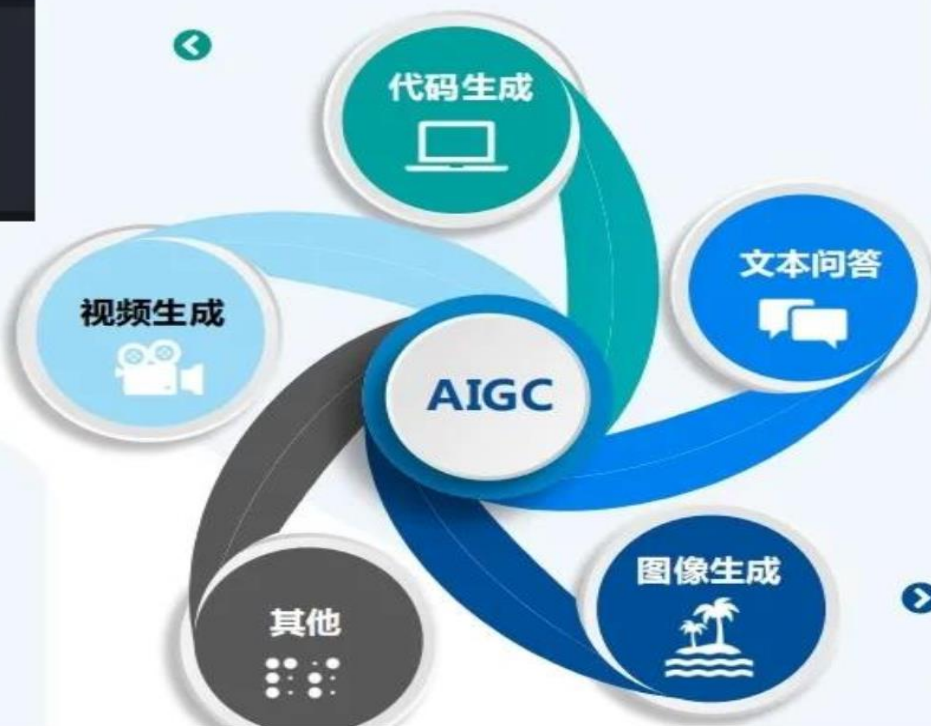 代码生成
文本问答
视频生成
AIGC
图像生成
其他